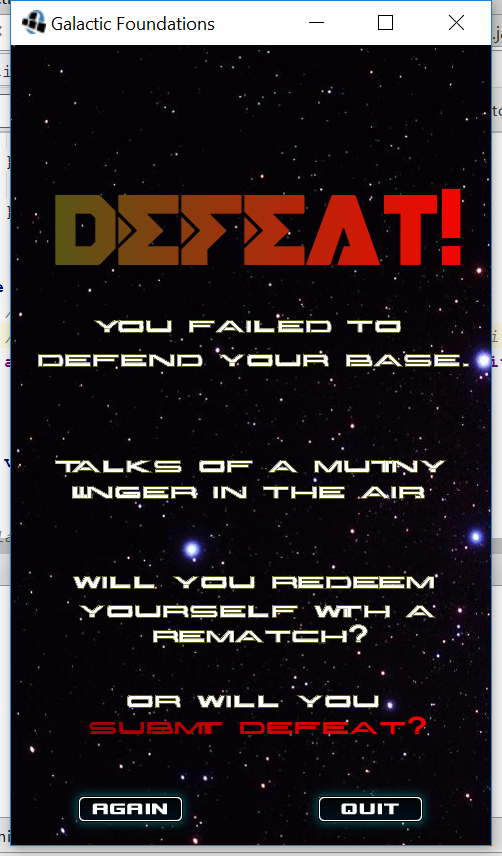 Galactic Foundations
DEFEAT!
YOU FAILED TO
DEFEND YOUR BASE.
TALKS OF A MUTINY
LINGER IN THE AIR
WILL YOU REDEEM
YOURSELF WITH A
REMATCH?
OR WILL YOU
SUBMIT DEFEAT?
AGAIN
QUIT